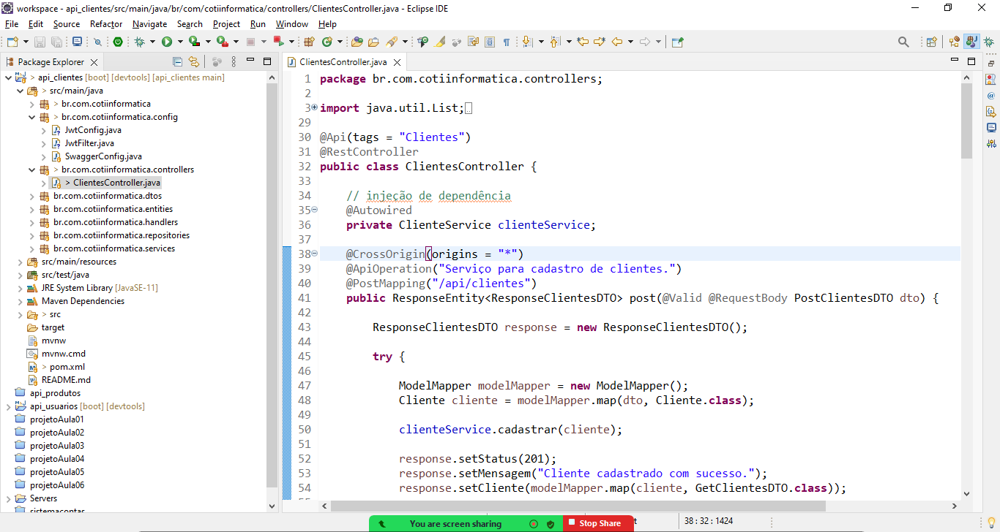 workspace - api_clientes/src/main/java/br/com/cotiinformatica/controllers/ClientesController.java - Eclipse IDE
File Edit Source Refactor Navigate Search Project Run Window Help
Package Explorer
ClientesController.java
> api_clientes [boot] [devtools] [api_clientes main]
> src/main/java
> br.com.cotiinformatica
> br.com.cotiinformatica.config
JwtConfig.java
JwtFilter.java
SwaggerConfig.java
> br.com.cotiinformatica.controllers
> ClientesController.java
br.com.cotiinformatica.dtos
br.com.cotiinformatica.entities
br.com.cotiinformatica.handlers
br.com.cotiinformatica.repositories
br.com.cotiinformatica.services
src/main/resources
src/test/java
JRE System Library [JavaSE-11]
Maven Dependencies
> src
target
mvnw
mvnw.cmd
> pom.xml
README.md
api_produtos
api_usuarios [boot] [devtools]
projetoAula01
projetoAula02
projetoAula03
projetoAula04
projetoAula05
projetoAula06
Servers
sistemacontas
1 package br.com.cotiinformatica.controllers;
2
3 import java.util.List;
29
30 @Api(tags = "Clientes")
31 @RestController
32 public class ClientesController {
33
34 // injeção de dependência
35 @Autowired
36 private ClienteService clienteService;
37
38 @CrossOrigin(origins = "*")
39 @ApiOperation("Serviço para cadastro de clientes.")
40 @PostMapping("/api/clientes")
41 public ResponseEntity<ResponseClientesDTO> post(@Valid @RequestBody PostClientesDTO dto) {
42
43 ResponseClientesDTO response = new ResponseClientesDTO();
44
45 try {
46
47 ModelMapper modelMapper = new ModelMapper();
48 Cliente cliente = modelMapper.map(dto, Cliente.class);
49
50 clienteService.cadastrar(cliente);
51
52 response.setStatus(201);
53 response.setMensagem("Cliente cadastrado com sucesso.");
54 response.setCliente(modelMapper.map(cliente, GetClientesDTO.class));
You are screen sharing
Stop Share
38 : 32 : 1424